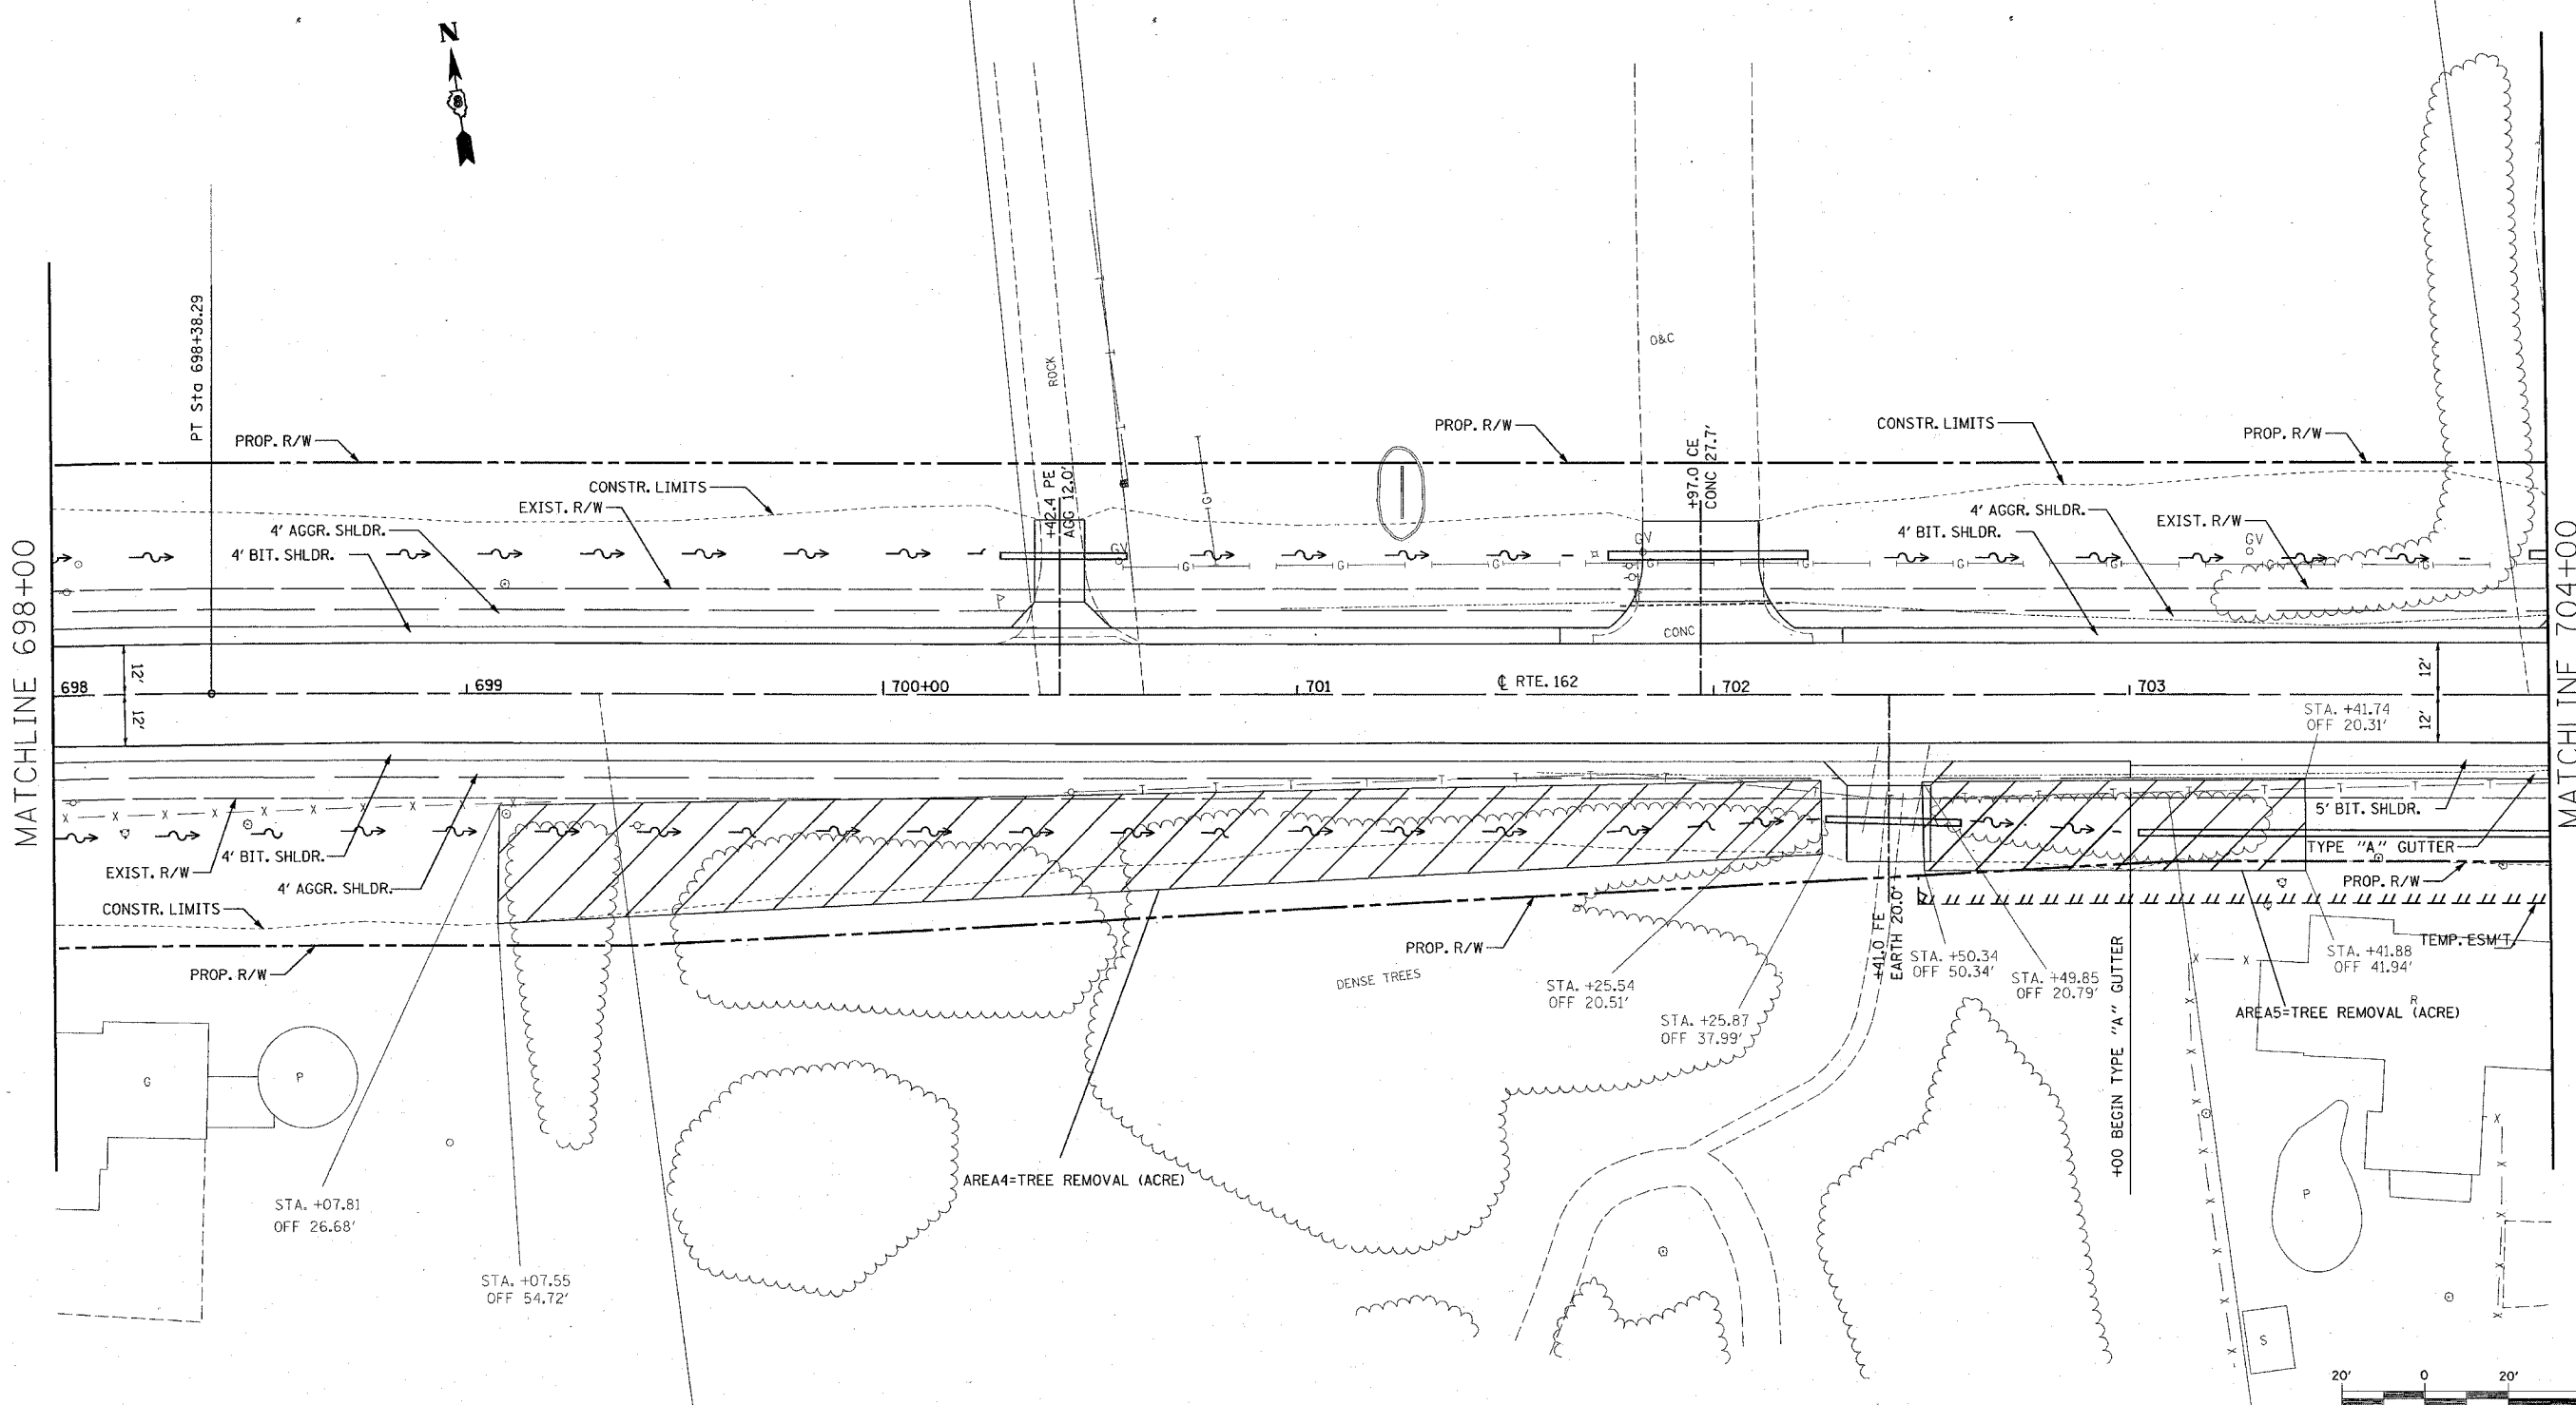 N
8
MATCHLINE 698+00
PT Sta 698+38.29
PROP. R/W
CONSTR. LIMITS
EXIST. R/W
4' AGGR. SHLDR.
4' BIT. SHLDR.
ROCK
+42.4 PE
AGG 12.0'
GV
P
G
PROP. R/W
O&C
+97.0 CE
CONC 27.7'
GV
CONC
CONSTR. LIMITS
PROP. R/W
4' AGGR. SHLDR.
4' BIT. SHLDR.
EXIST. R/W
GV
MATCHLINE 704+00
12'
12'
698
699
700+00
701
℄ RTE. 162
702
703
12'
12'
STA. +41.74
OFF 20.31'
5' BIT. SHLDR.
TYPE "A" GUTTER
PROP. R/W
TEMP. ESM'T.
4' BIT. SHLDR.
EXIST. R/W
4' AGGR. SHLDR.
CONSTR. LIMITS
PROP. R/W
PROP. R/W
DENSE TREES
+41.0 FE
EARTH 20.0'
STA. +25.54
OFF 20.51'
STA. +25.87
OFF 37.99'
STA. +50.34
OFF 50.34'
STA. +49.85
OFF 20.79'
STA. +41.88
OFF 41.94'
R
AREA5=TREE REMOVAL (ACRE)
+00 BEGIN TYPE "A" GUTTER
G
P
AREA4=TREE REMOVAL (ACRE)
STA. +07.81
OFF 26.68'
STA. +07.55
OFF 54.72'
P
S
20'
0
20'